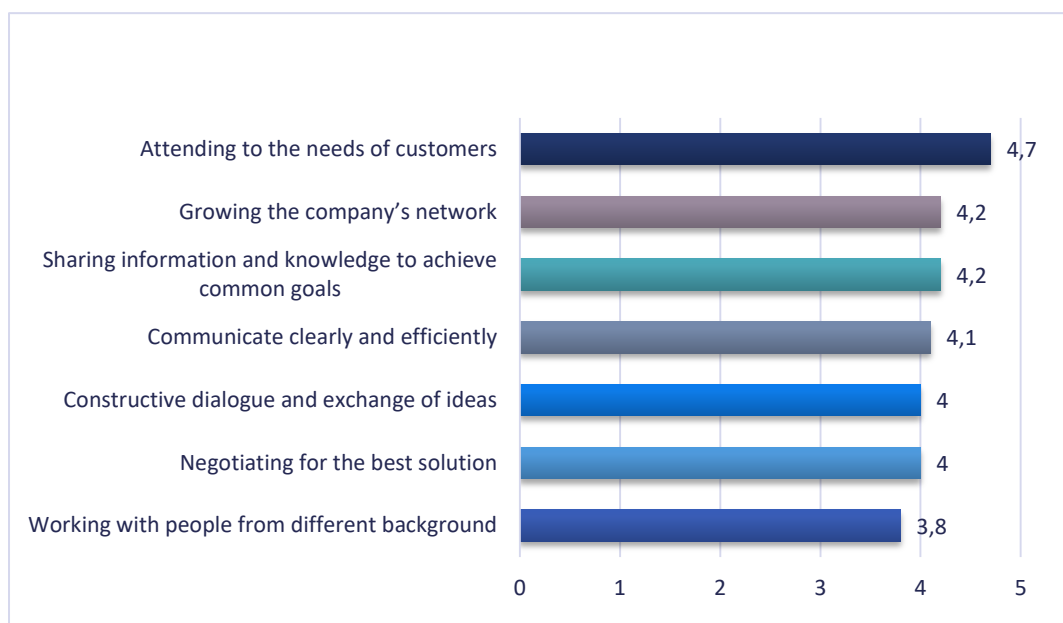 Attending to the needs of customers
4,7
Growing the company’s network
4,2
Sharing information and knowledge to achieve
common goals
4,2
Communicate clearly and efficiently
4,1
Constructive dialogue and exchange of ideas
4
Negotiating for the best solution
4
Working with people from different background
3,8
0 1 2 3 4 5